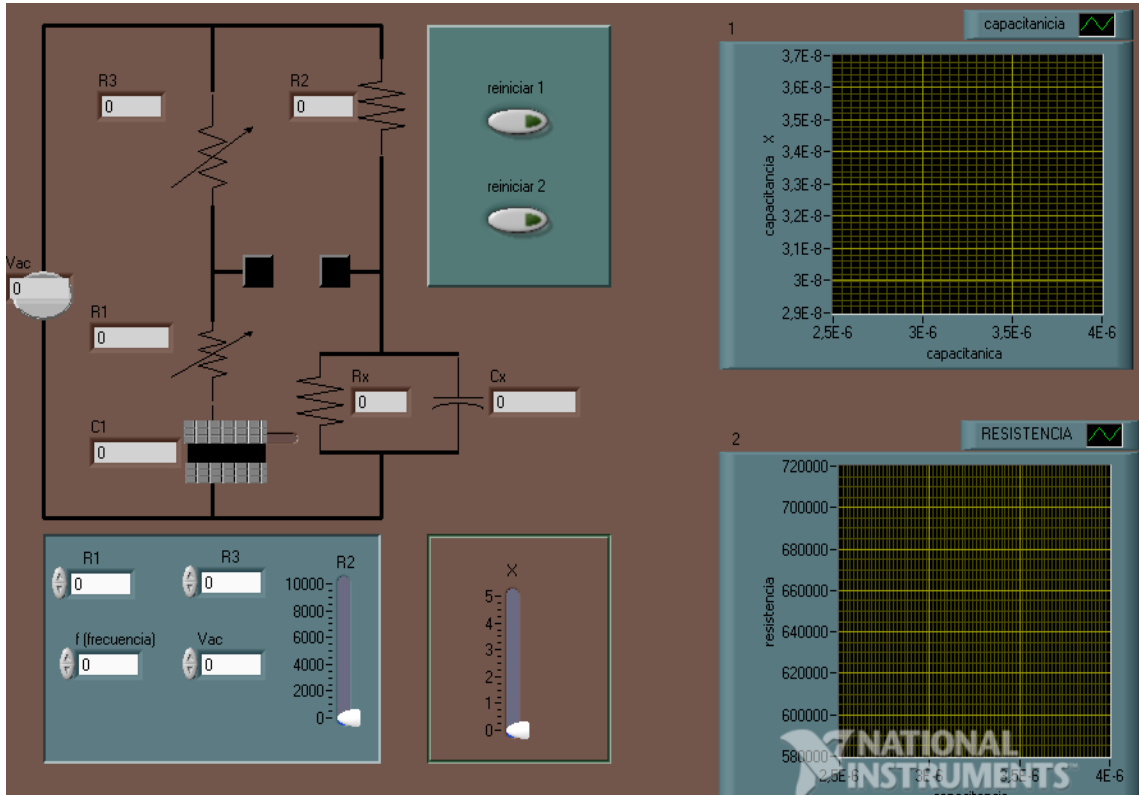 R3
0
R2
0
Vac
0
R1
0
C1
0
Rx
0
Cx
0
reiniciar 1
reiniciar 2
R1
0
R3
0
f (frecuencia)
0
Vac
0
R2
10000
8000
6000
4000
2000
0
X
5
4
3
2
1
0
1
capacitanicia
capacitancia X
3,7E-8
3,6E-8
3,5E-8
3,4E-8
3,3E-8
3,2E-8
3,1E-8
3E-8
2,9E-8
2,5E-6 3E-6 3,5E-6 4E-6
capacitanica
2
RESISTENCIA
resistencia
720000
700000
680000
660000
640000
620000
600000
580000
2,5E-6 3E-6 3,5E-6 4E-6
NATIONAL
INSTRUMENTS